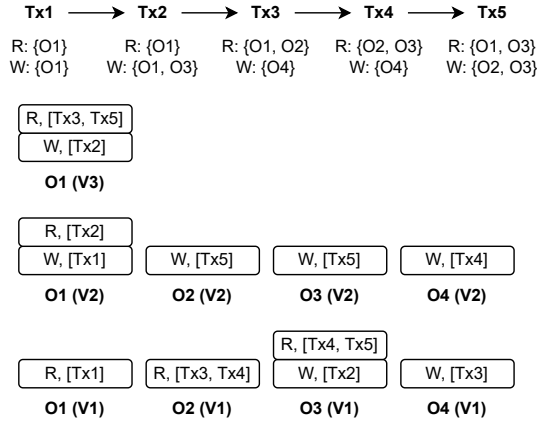 Tx1 Tx2 Tx3 Tx4 Tx5
R: {O1} R: {O1} R: {O1, O2} R: {O2, O3} R: {O1, O3}
W: {O1} W: {O1, O3} W: {O4} W: {O4} W: {O2, O3}
R, [Tx3, Tx5]
W, [Tx2]
O1 (V3)
R, [Tx2]
W, [Tx1] W, [Tx5] W, [Tx5] W, [Tx4]
O1 (V2) O2 (V2) O3 (V2) O4 (V2)
R, [Tx4, Tx5]
R, [Tx1] R, [Tx3, Tx4] W, [Tx2] W, [Tx3]
O1 (V1) O2 (V1) O3 (V1) O4 (V1)